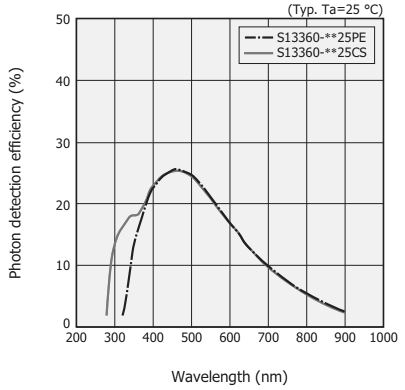 (Typ. Ta=25 °C)
Photon detection efficiency (%)
50
40
30
20
10
0
S13360-**25PE
S13360-**25CS
200 300 400 500 600 700 800 900 1000
Wavelength (nm)